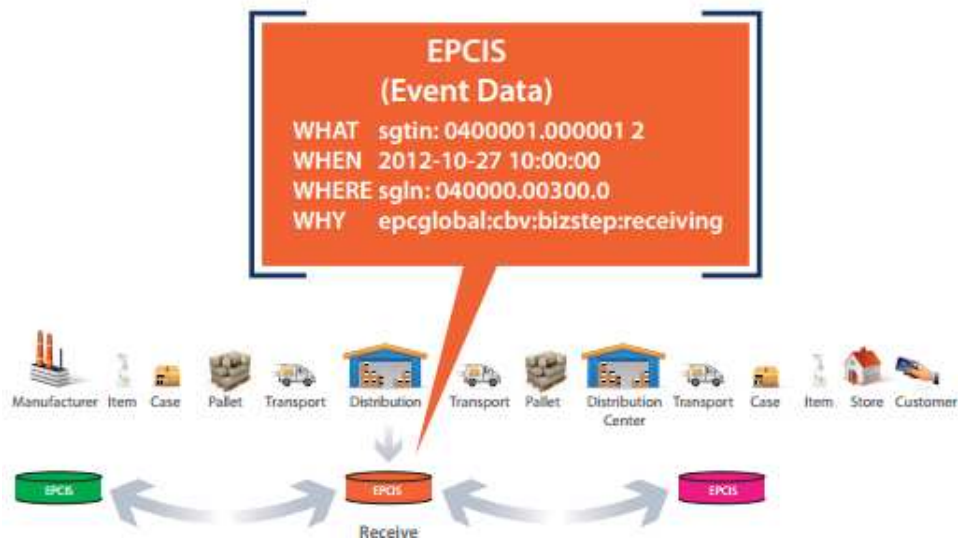 EPCIS
(Event Data)
WHAT sgtin: 0400001.000001 2
WHEN 2012-10-27 10:00:00
WHERE sgln: 040000.00300.0
WHY epcglobal:cbv:bizstep:receiving
Manufacturer Item Case Pallet Transport Distribution Transport Pallet Distribution Transport Case Item Store Customer
Center
EPCIS EPCIS EPCIS
Receive